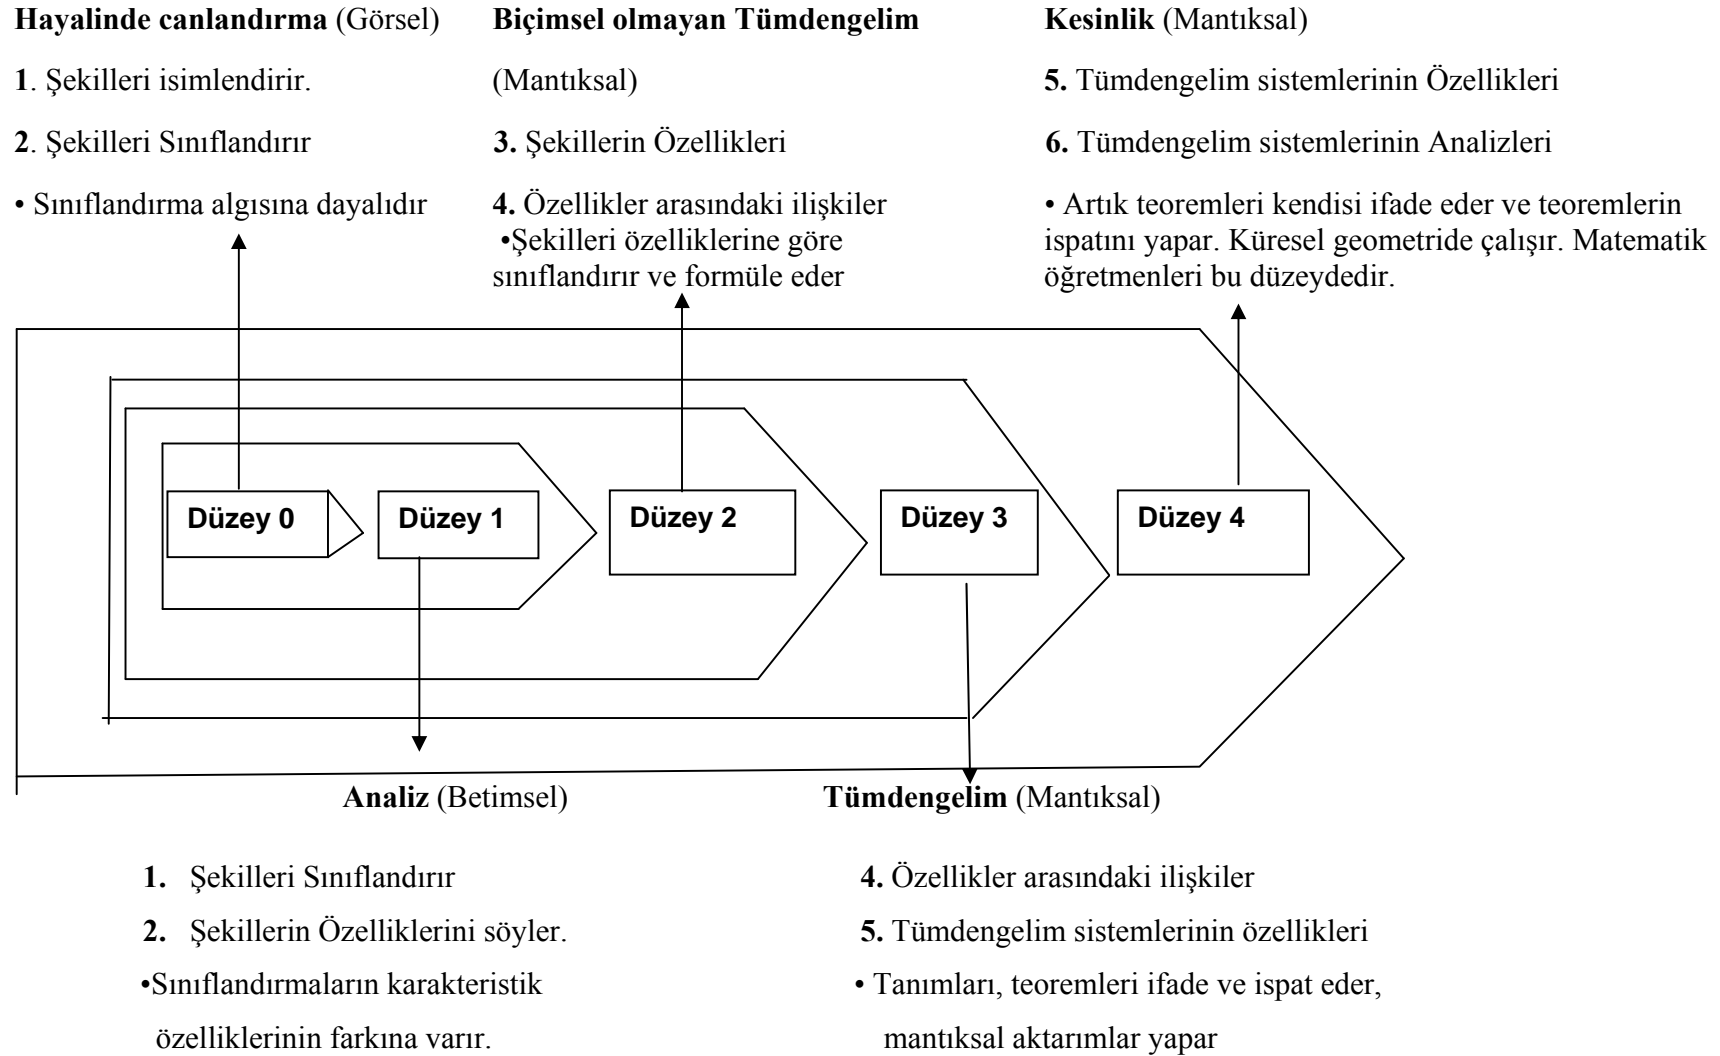 Hayalinde canlandırma (Görsel)
1. Şekilleri isimlendirir.
2. Şekilleri Sınıflandırır
• Sınıflandırma algısına dayalıdır
Biçimsel olmayan Tümdengelim
(Mantıksal)
3. Şekillerin Özellikleri
4. Özellikler arasındaki ilişkiler
•Şekilleri özelliklerine göre
sınıflandırır ve formüle eder
Kesinlik (Mantıksal)
5. Tümdengelim sistemlerinin Özellikleri
6. Tümdengelim sistemlerinin Analizleri
• Artık teoremleri kendisi ifade eder ve teoremlerin
ispatını yapar. Küresel geometride çalışır. Matematik
öğretmenleri bu düzeydedir.
Düzey 0
Düzey 1
Düzey 2
Düzey 3
Düzey 4
Analiz (Betimsel)
1. Şekilleri Sınıflandırır
2. Şekillerin Özelliklerini söyler.
•Sınıflandırmaların karakteristik
özelliklerinin farkına varır.
Tümdengelim (Mantıksal)
4. Özellikler arasındaki ilişkiler
5. Tümdengelim sistemlerinin özellikleri
• Tanımları, teoremleri ifade ve ispat eder,
mantıksal aktarımlar yapar